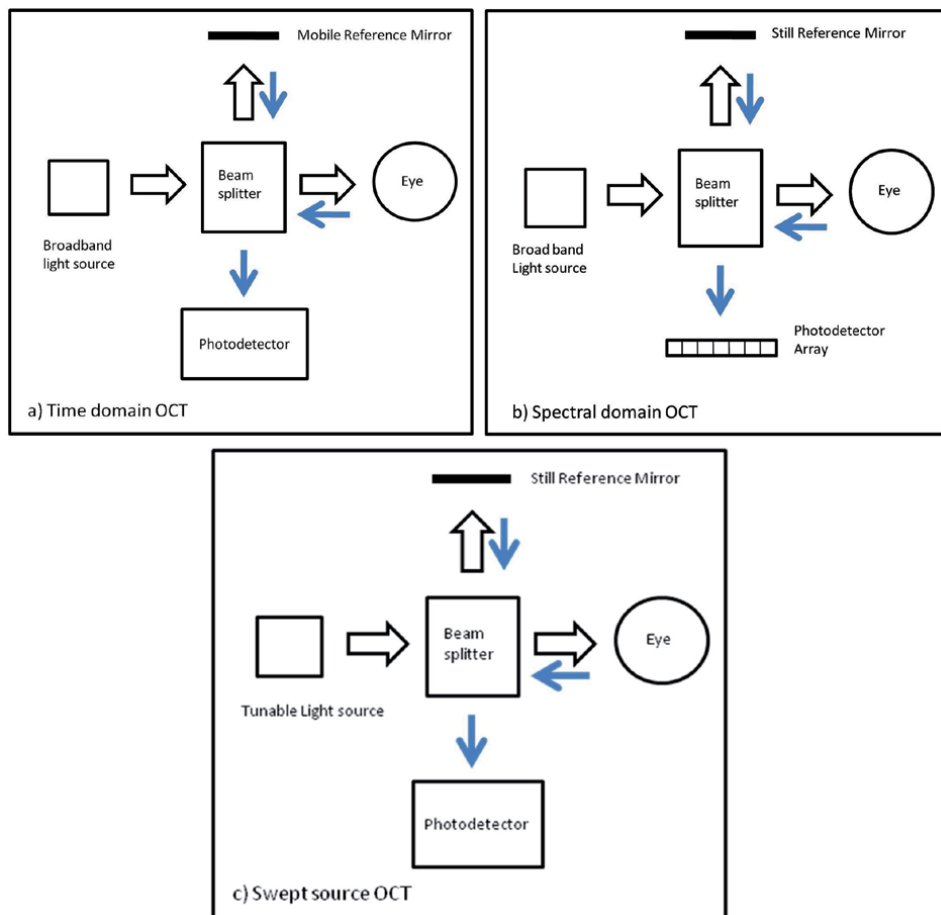 Mobile Reference Mirror
Beam
splitter
Eye
Broadband
light source
Photodetector
a) Time domain OCT
Still Reference Mirror
Beam
splitter
Eye
Broad band
Light source
Photodetector
Array
b) Spectral domain OCT
Still Reference Mirror
Beam
splitter
Eye
Tunable Light source
Photodetector
c) Swept source OCT